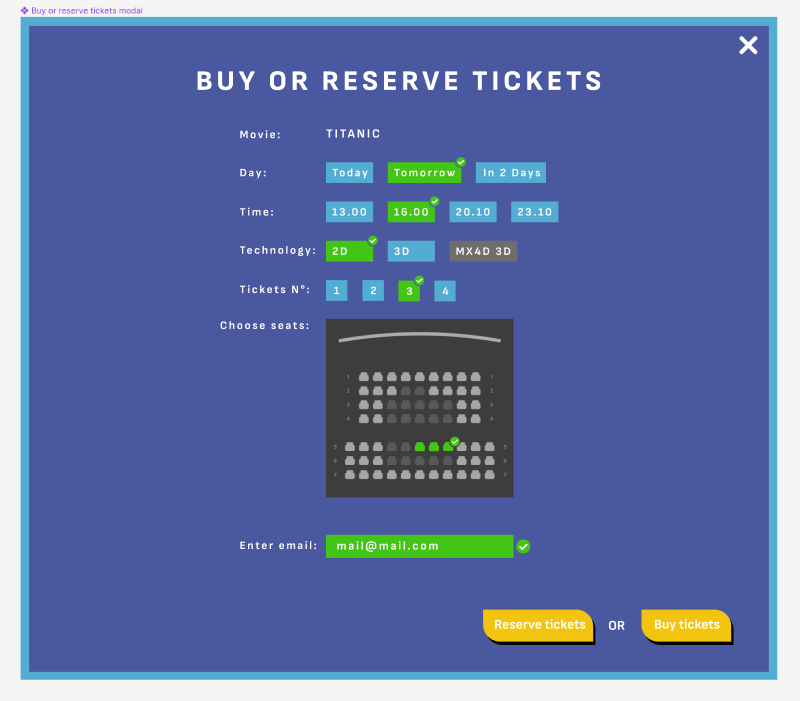 Buy or reserve tickets modal
BUY OR RESERVE TICKETS
Movie: TITANIC
Day: Today Tomorrow In 2 Days
Time: 13.00 16.00 20.10 23.10
Technology: 2D 3D MX4D 3D
Tickets N°: 1 2 3 4
Choose seats:
1 1
2 2
3 3
4 4
5 5
6 6
7 7
Enter email: mail@mail.com
Reserve tickets OR Buy tickets